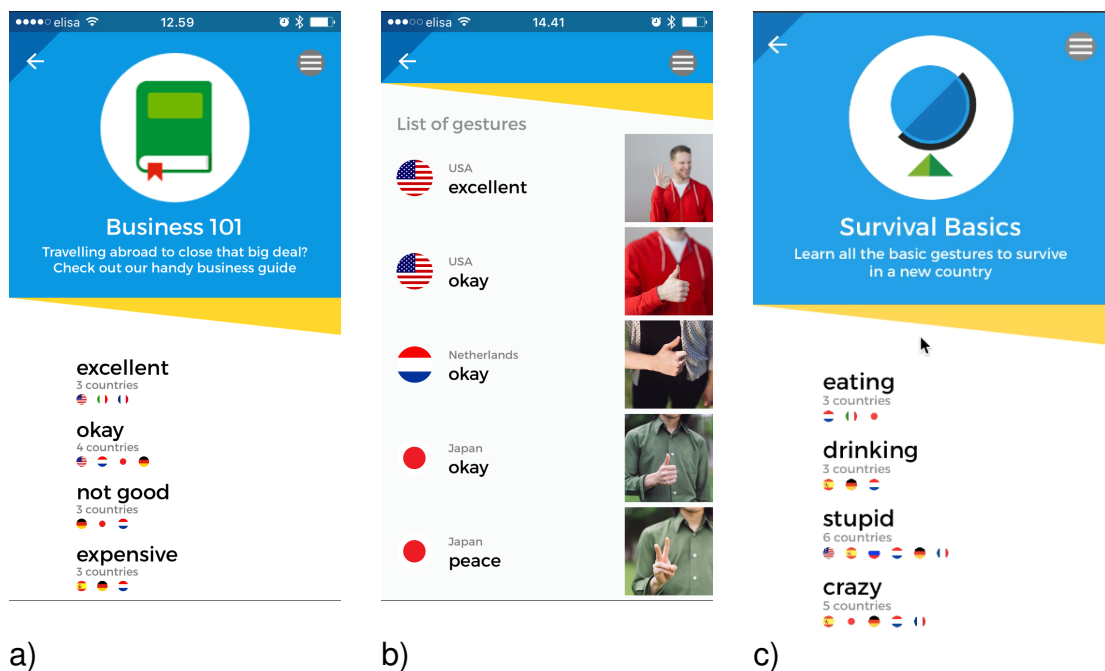 elisa 12.59
Business 101
Travelling abroad to close that big deal?
Check out our handy business guide
excellent
3 countries
okay
4 countries
not good
3 countries
expensive
3 countries
a)
elisa 14.41
List of gestures
USA
excellent
USA
okay
Netherlands
okay
Japan
okay
Japan
peace
b)
Survival Basics
Learn all the basic gestures to survive
in a new country
eating
3 countries
drinking
3 countries
stupid
6 countries
crazy
5 countries
c)